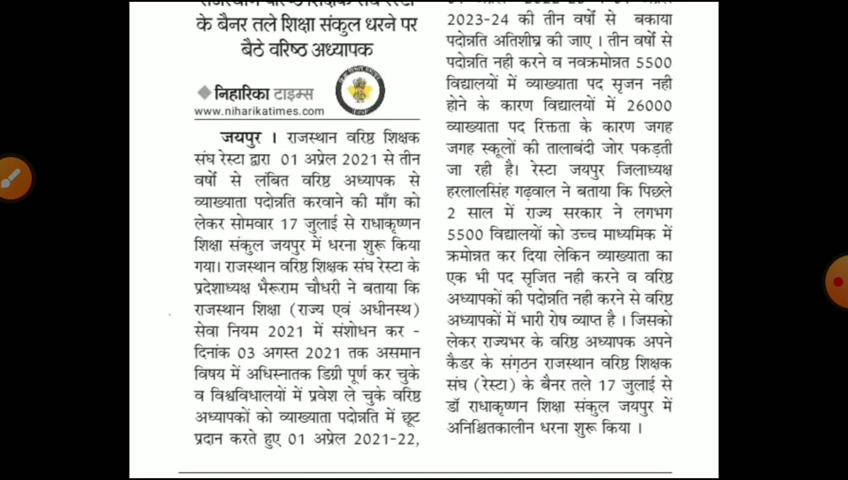 राजस्थान वरिष्ठ शिक्षक संघ रेस्टा
के बैनर तले शिक्षा संकुल धरने पर
बैठे वरिष्ठ अध्यापक
निहारिका टाइम्स
www.niharikatimes.com
जयपुर । राजस्थान वरिष्ठ शिक्षक
संघ रेस्टा द्वारा 01 अप्रेल 2021 से तीन
वर्षों से लंबित वरिष्ठ अध्यापक से
व्याख्याता पदोन्नति करवाने की माँग को
लेकर सोमवार 17 जुलाई से राधाकृष्णन
शिक्षा संकुल जयपुर में धरना शुरू किया
गया। राजस्थान वरिष्ठ शिक्षक संघ रेस्टा के
प्रदेशाध्यक्ष भैरूराम चौधरी ने बताया कि
राजस्थान शिक्षा (राज्य एवं अधीनस्थ)
सेवा नियम 2021 में संशोधन कर -
दिनांक 03 अगस्त 2021 तक असमान
विषय में अधिस्नातक डिग्री पूर्ण कर चुके
व विश्वविधालयों में प्रवेश ले चुके वरिष्ठ
अध्यापकों को व्याख्याता पदोन्नति में छूट
प्रदान करते हुए 01 अप्रेल 2021-22,
2023-24 की तीन वर्षों से बकाया
पदोन्नति अतिशीघ्र की जाए । तीन वर्षो से
पदोन्नति नही करने व नवक्रमोन्नत 5500
विद्यालयों में व्याख्याता पद सृजन नही
होने के कारण विद्यालयों में 26000
व्याख्याता पद रिक्तता के कारण जगह
जगह स्कूलों की तालाबंदी जोर पकड़ती
जा रही है। रेस्टा जयपुर जिलाध्यक्ष
हरलालसिंह गढ़वाल ने बताया कि पिछले
2 साल में राज्य सरकार ने लगभग
5500 विद्यालयों को उच्च माध्यमिक में
क्रमोन्नत कर दिया लेकिन व्याख्याता का
एक भी पद सृजित नही करने व वरिष्ठ
अध्यापकों की पदोन्नति नही करने से वरिष्ठ
अध्यापकों में भारी रोष व्याप्त है । जिसको
लेकर राज्यभर के वरिष्ठ अध्यापक अपने
कैडर के संगठन राजस्थान वरिष्ठ शिक्षक
संघ (रेस्टा) के बैनर तले 17 जुलाई से
डॉ राधाकृष्णन शिक्षा संकुल जयपुर में
अनिश्चितकालीन धरना शुरू किया ।